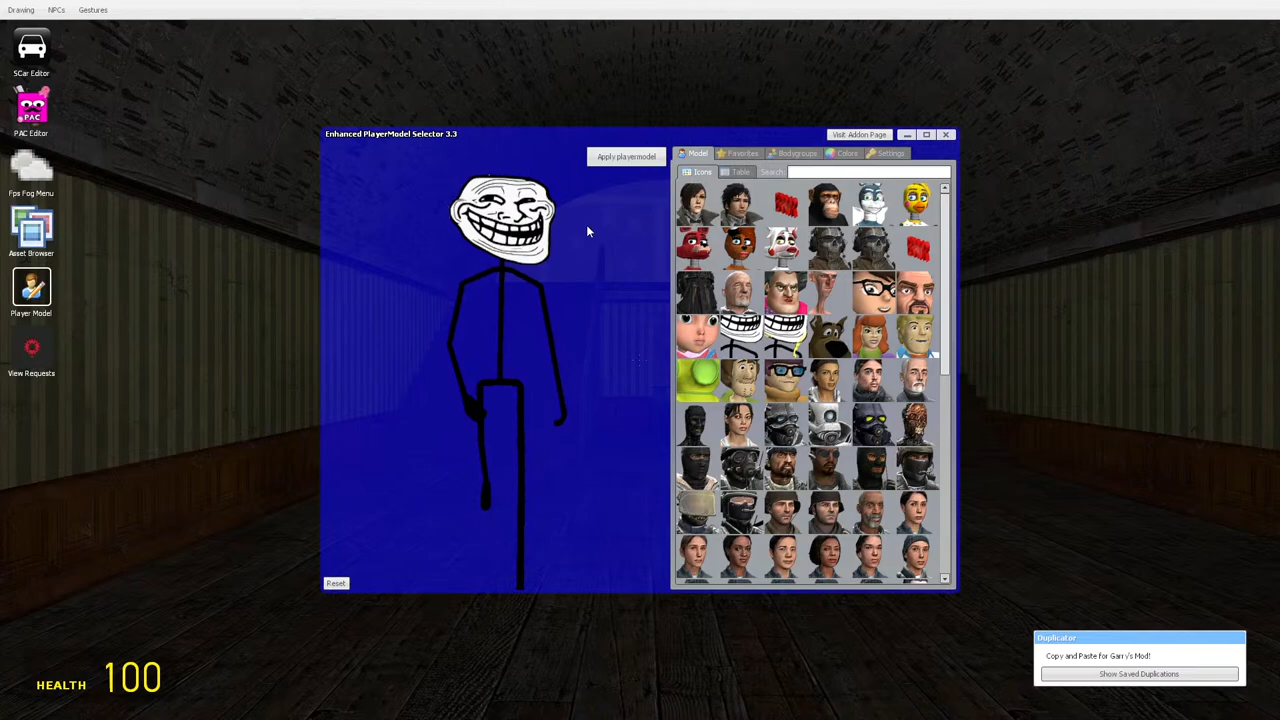 Drawing NPCs Gestures
SCar Editor
PAC
PAC Editor
Fps Fog Menu
Asset Browser
Player Model
View Requests
Enhanced PlayerModel Selector 3.3
Visit Addon Page
Apply playermodel
Model Favorites Bodygroups Colors Settings
Icons Table Search:
Reset
Duplicator
Copy and Paste for Garry's Mod!
Show Saved Duplications
HEALTH 100